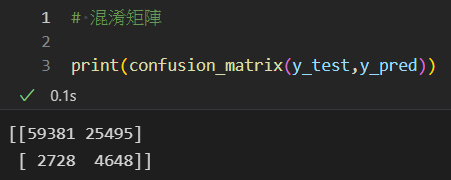 1 # 混淆矩陣
2
3 print(confusion_matrix(y_test,y_pred))
✓ 0.1s
[[59381 25495]
[ 2728 4648]]